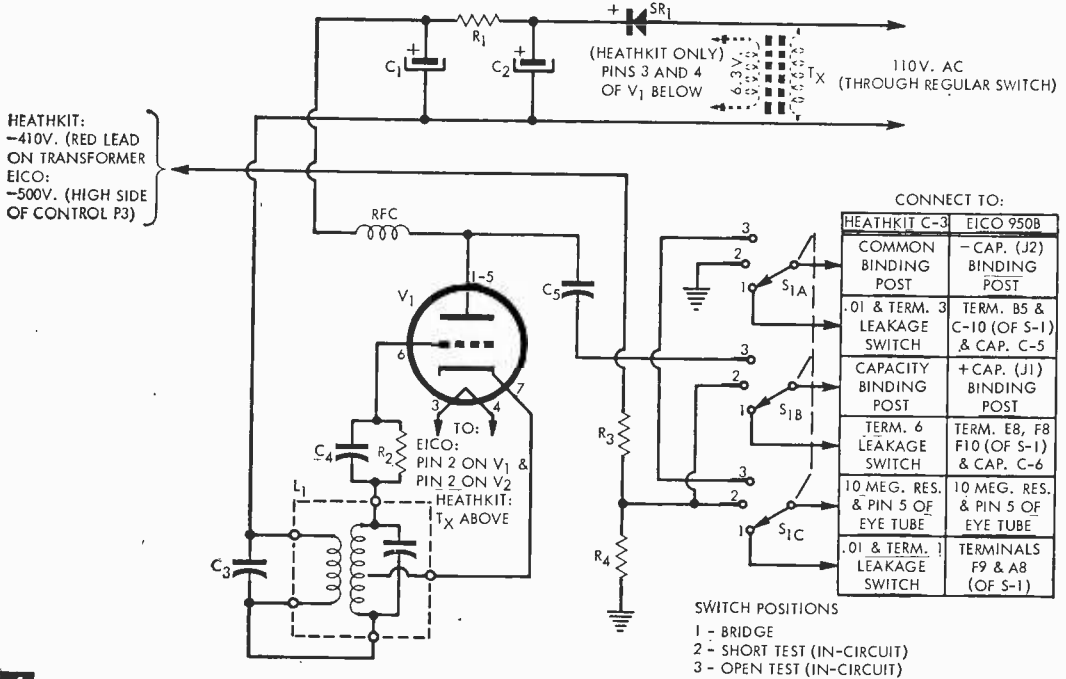 + SR1
R1
+
C1
+
C2
(HEATHKIT ONLY)
PINS 3 AND 4
OF V1 BELOW
6.3V
TX
110V. AC
(THROUGH REGULAR SWITCH)
HEATHKIT:
-410V. (RED LEAD
ON TRANSFORMER
EICO:
-500V. (HIGH SIDE
OF CONTROL P3)
RFC
1-5
V1
6
7
3
4
C5
C4
R2
TO:
EICO:
PIN 2 ON V1 &
PIN 2 ON V2
HEATHKIT:
TX ABOVE
L1
C3
R3
R4
3
2
1
S1A
3
2
1
S1B
3
2
1
S1C
CONNECT TO:
HEATHKIT C-3 EICO 950B
COMMON - CAP. (J2)
BINDING BINDING
POST POST
.01 & TERM. 3 TERM. B5 &
LEAKAGE C-10 (OF S-1)
SWITCH & CAP. C-5
CAPACITY + CAP. (J1)
BINDING BINDING
POST POST
TERM. 6 TERM. E8, F8
LEAKAGE F10 (OF S-1)
SWITCH & CAP. C-6
10 MEG. RES. 10 MEG. RES.
& PIN 5 OF & PIN 5 OF
EYE TUBE EYE TUBE
.01 & TERM. 1 TERMINALS
LEAKAGE F9 & A8
SWITCH (OF S-1)
SWITCH POSITIONS
1 - BRIDGE
2 - SHORT TEST (IN-CIRCUIT)
3 - OPEN TEST (IN-CIRCUIT)